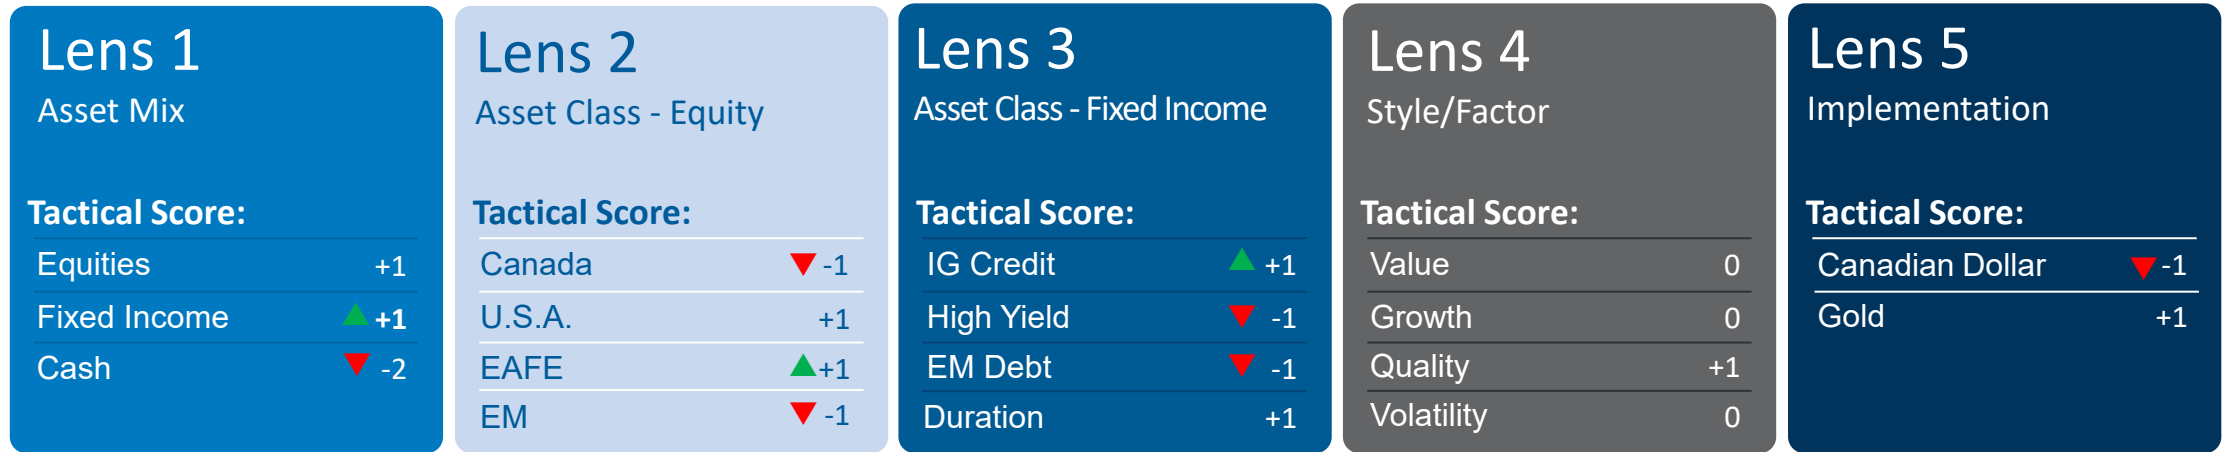 Lens 1
Asset Mix
Tactical Score:
Equities +1
Fixed Income +1
Cash -2
Lens 2
Asset Class - Equity
Tactical Score:
Canada -1
U.S.A. +1
EAFE +1
EM -1
Lens 3
Asset Class - Fixed Income
Tactical Score:
IG Credit +1
High Yield -1
EM Debt -1
Duration +1
Lens 4
Style/Factor
Tactical Score:
Value 0
Growth 0
Quality +1
Volatility 0
Lens 5
Implementation
Tactical Score:
Canadian Dollar -1
Gold +1